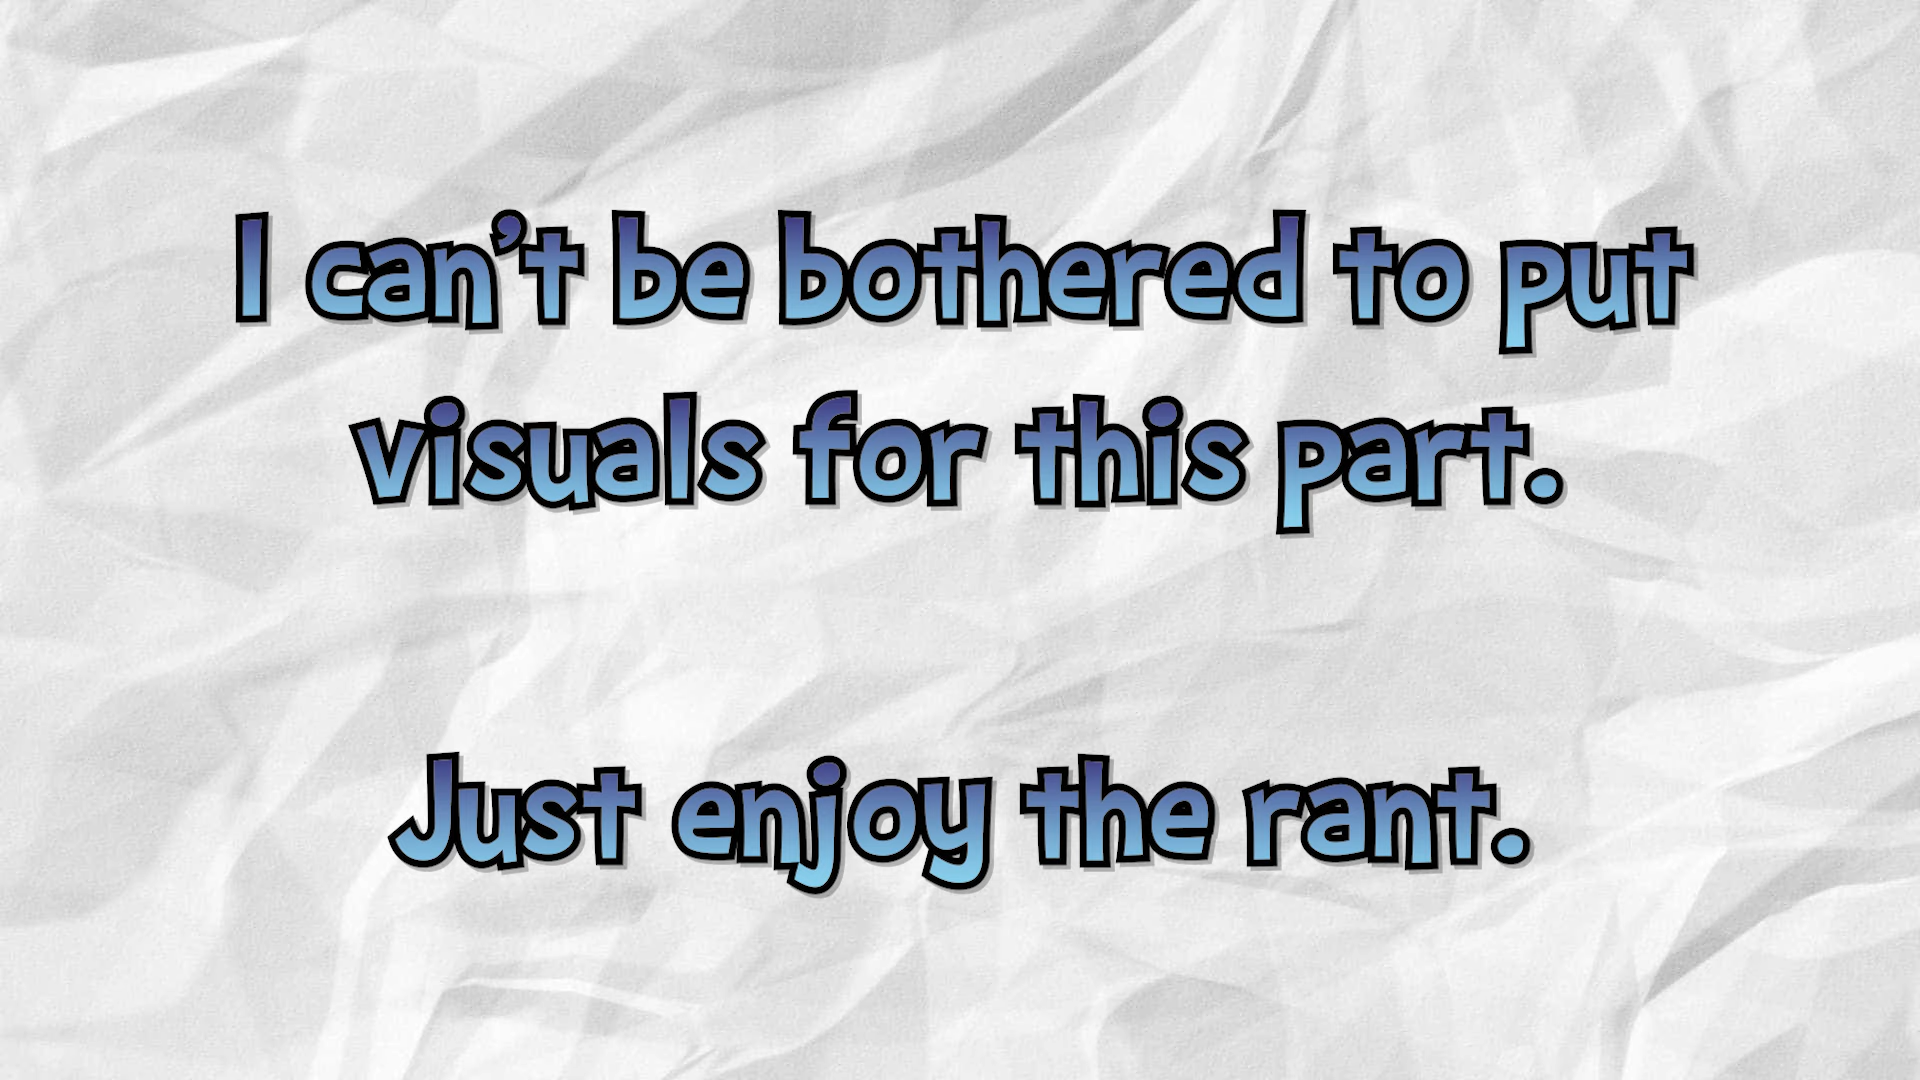 I can’t be bothered to put
visuals for this part.
Just enjoy the rant.